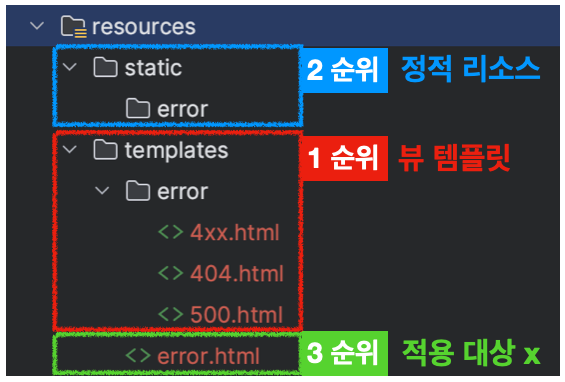 resources
static 2 순위 정적 리소스
error
templates 1 순위 뷰 템플릿
error
<> 4xx.html
<> 404.html
<> 500.html
<> error.html 3 순위 적용 대상 x